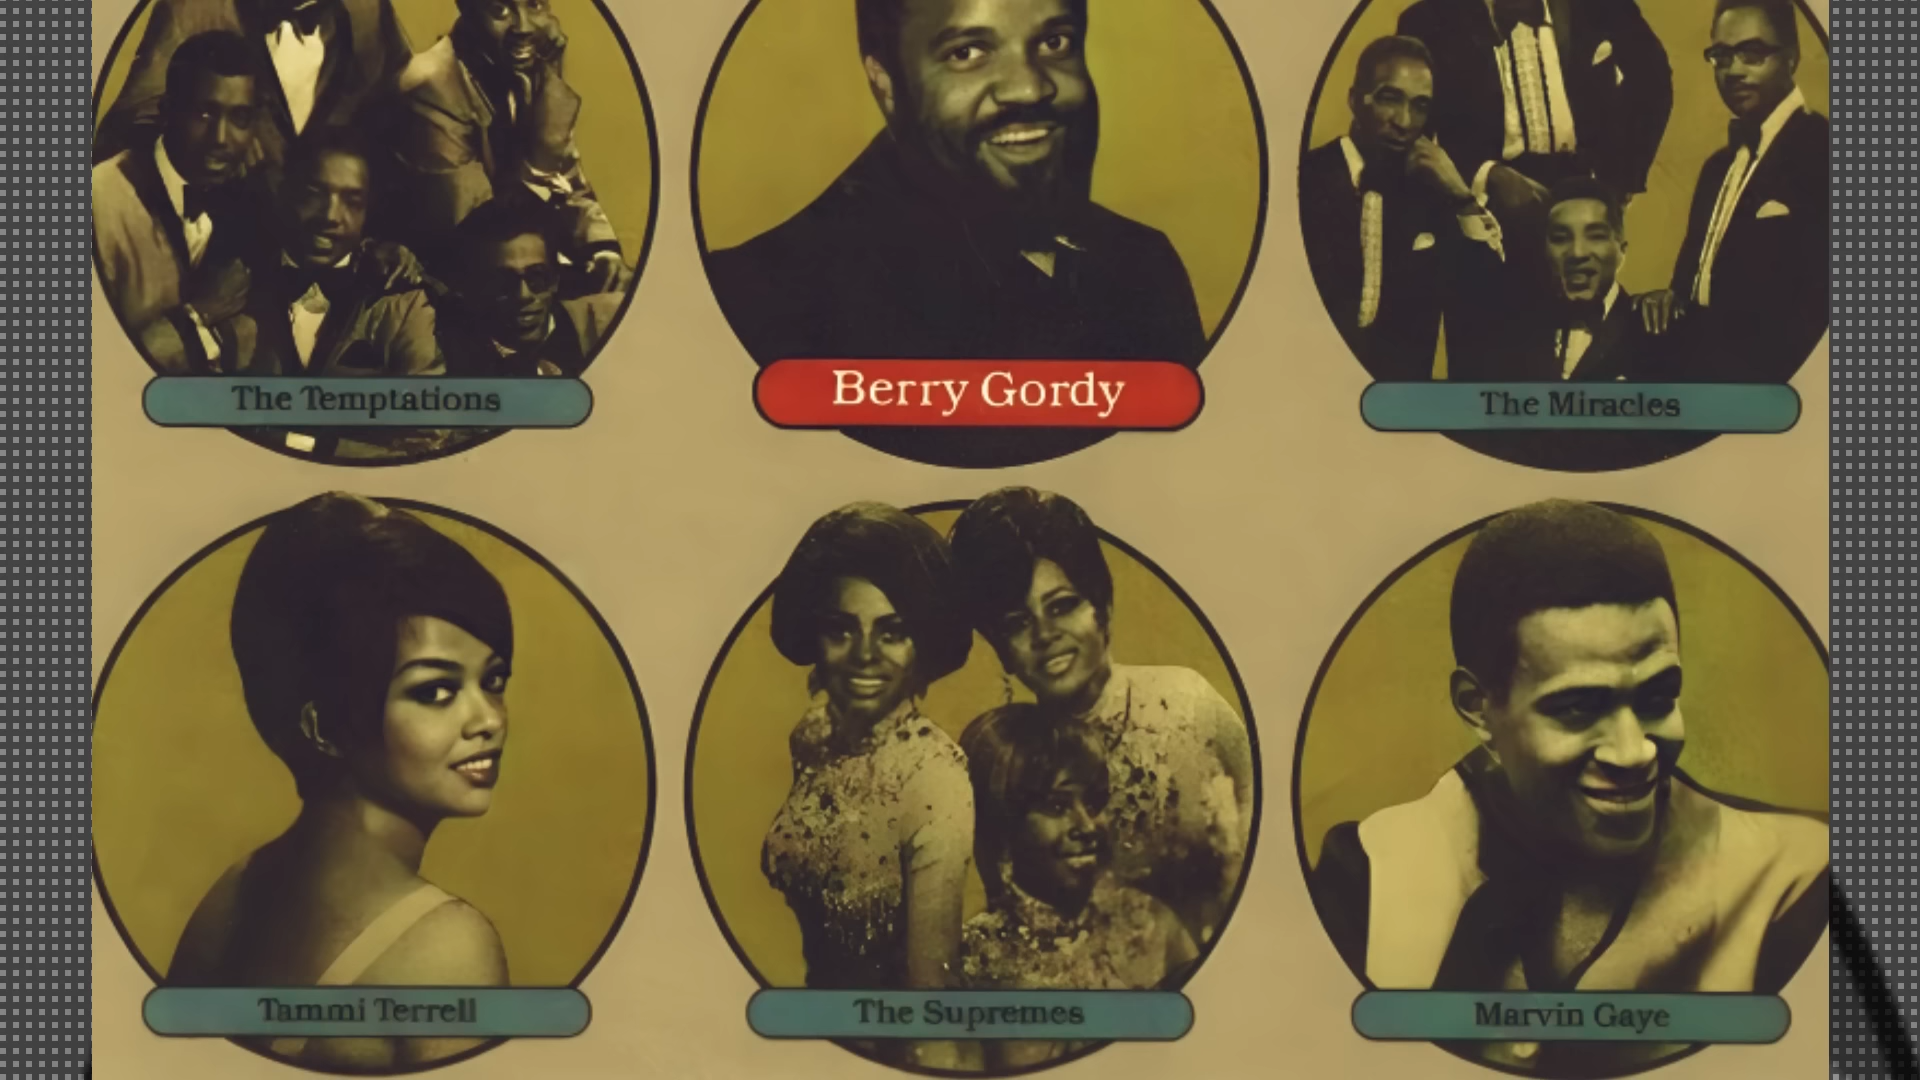 The Temptations
Berry Gordy
The Miracles
Tammi Terrell
The Supremes
Marvin Gaye